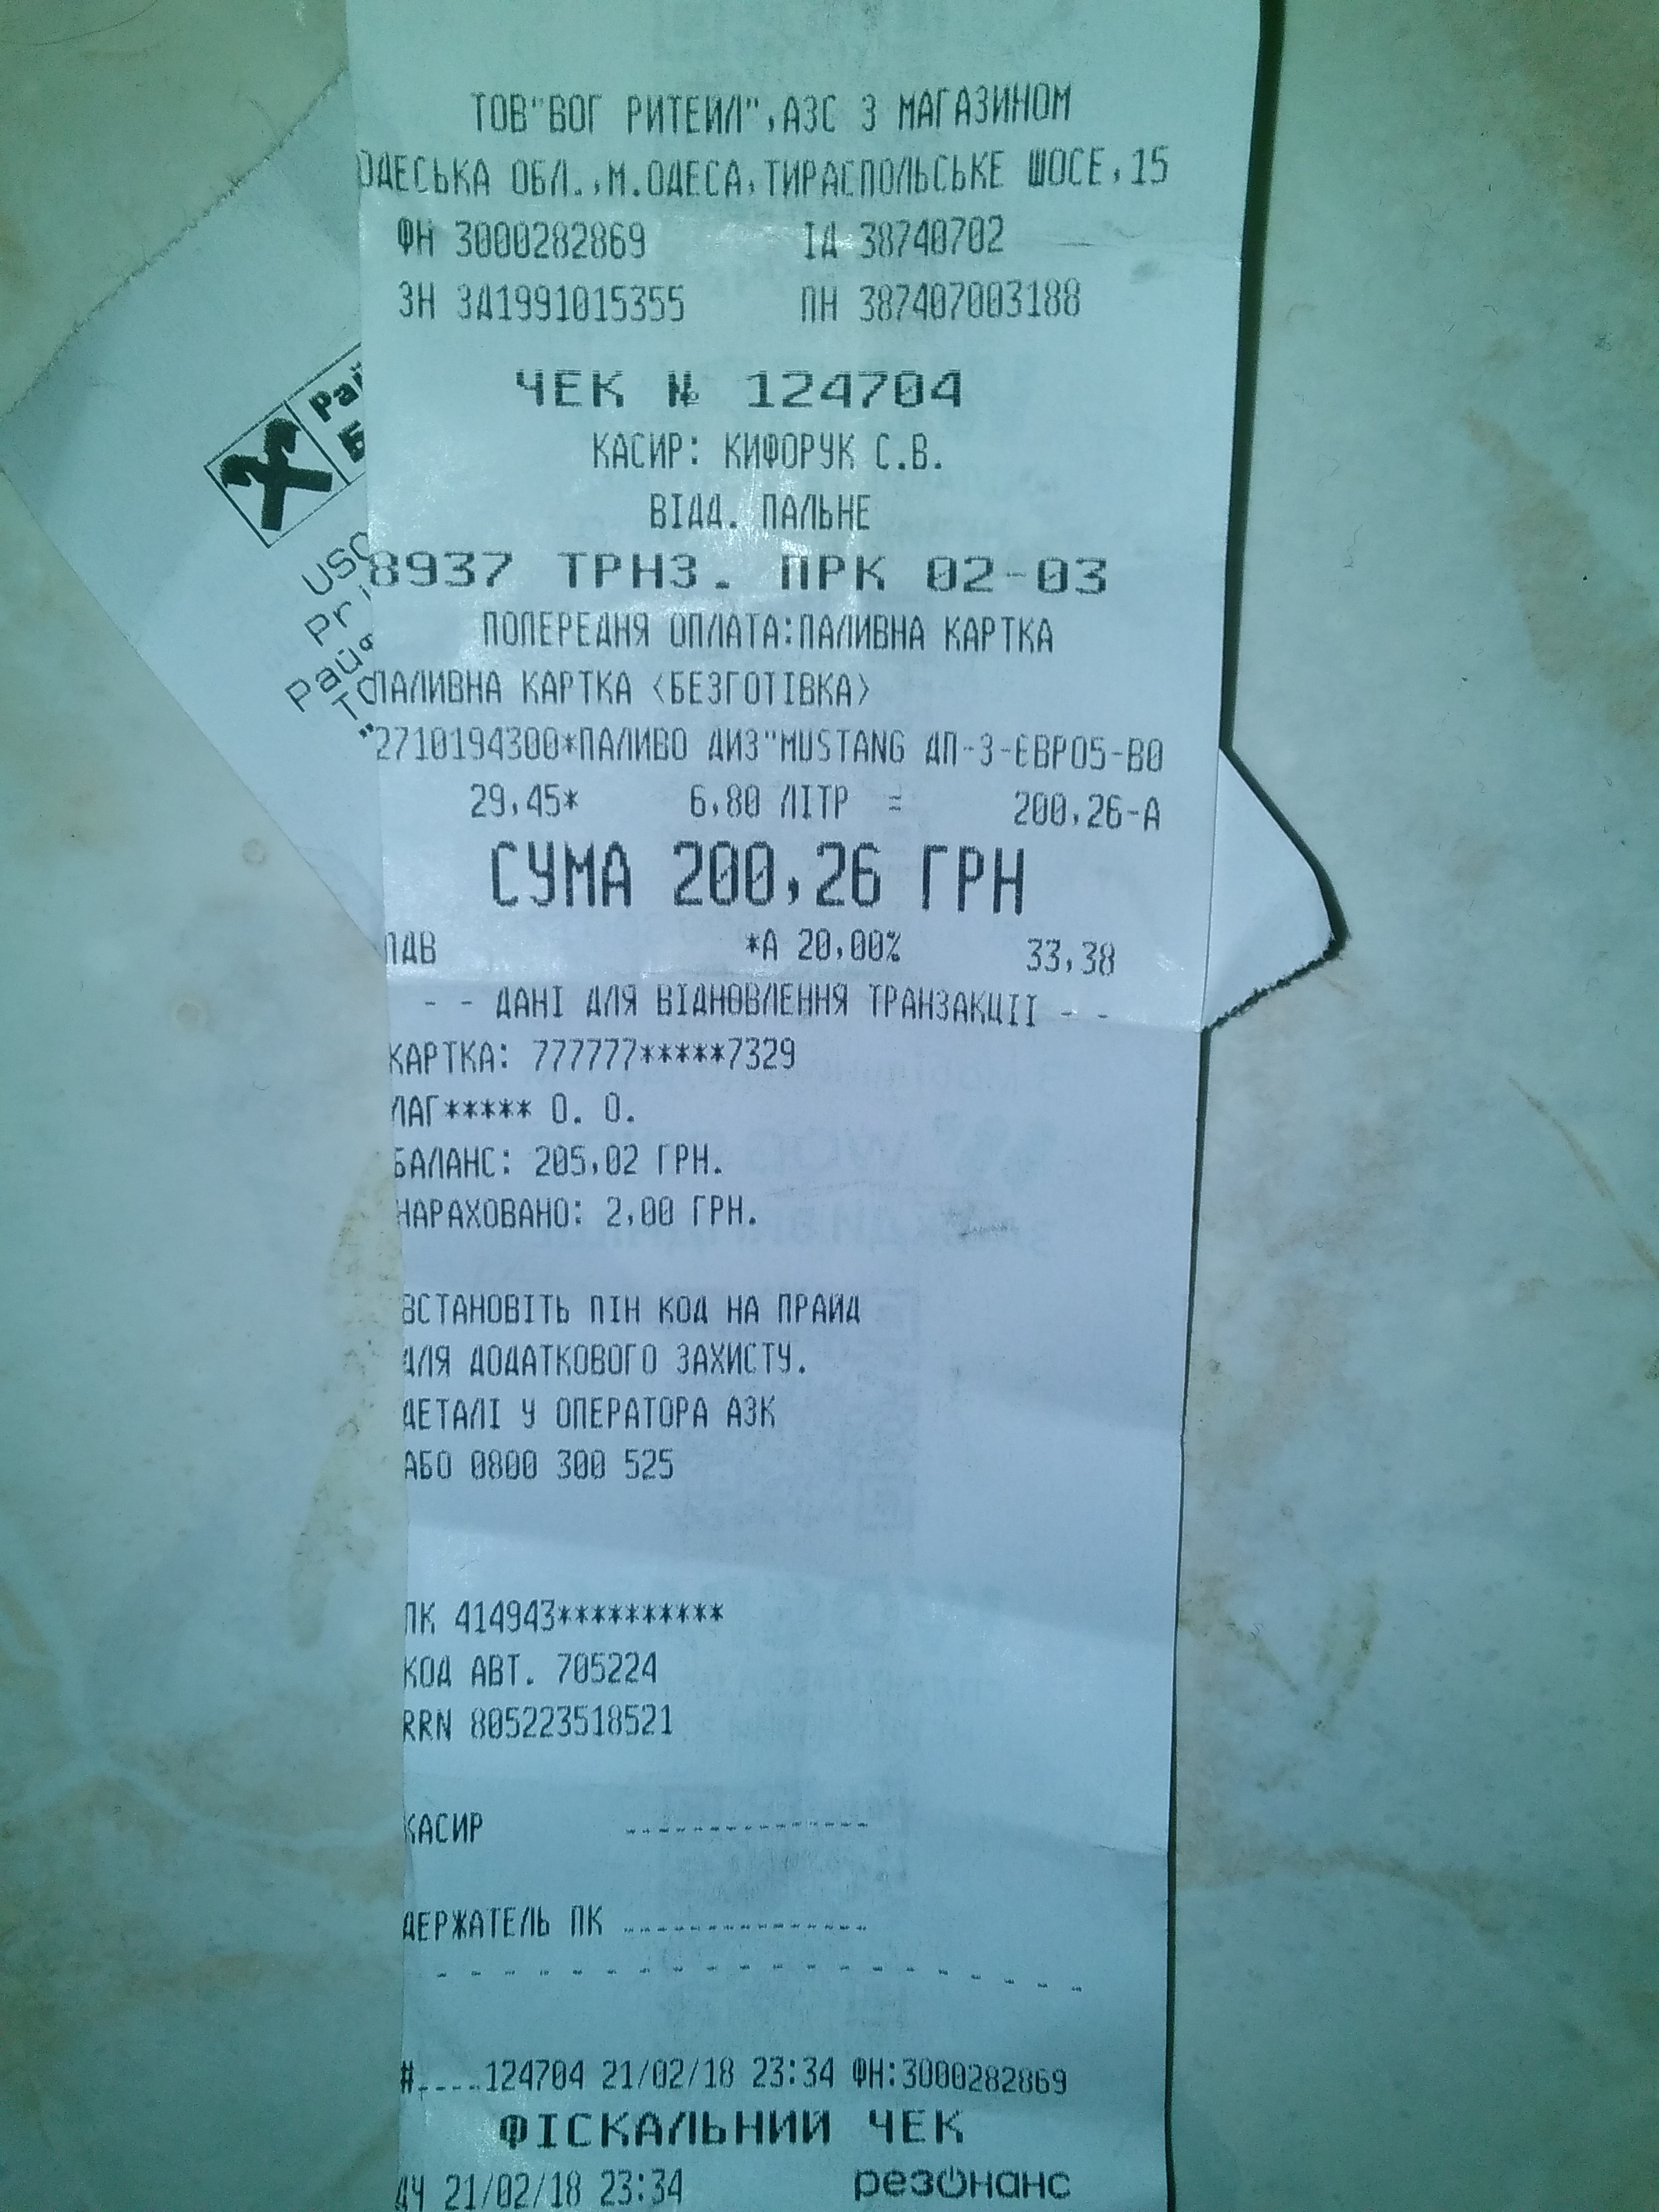 ТОВ"ВОГ РИТЕЙЛ",АЗС З МАГАЗИНОМ
ОДЕСЬКА ОБЛ.,М.ОДЕСА,ТИРАСПОЛЬСЬКЕ ШОСЕ,15
ФН 3000282869 ІД 38740702
ЗН ЗД1991015355 ПН 387407003188
ЧЕК № 124704
КАСИР: КИФОРУК С.В.
ВІДД. ПАЛЬНЕ
8937 ТРНЗ. ПРК 02-03
ПОПЕРЕДНЯ ОПЛАТА:ПАЛИВНА КАРТКА
ПАЛИВНА КАРТКА <БЕЗГОТІВКА>
2710194300*ПАЛИВО ДИЗ"MUSTANG ДП-З-ЄВРО5-В0
29,45* 6,80 ЛІТР = 200,26-А
СУМА 200,26 ГРН
ПДВ *А 20,00% 33,38
- - ДАНІ ДЛЯ ВІДНОВЛЕННЯ ТРАНЗАКЦІІ - -
КАРТКА: 777777*****7329
ЛАГ***** О. О.
БАЛАНС: 205,02 ГРН.
НАРАХОВАНО: 2,00 ГРН.
ВСТАНОВІТЬ ПІН КОД НА ПРАЙД
ДЛЯ ДОДАТКОВОГО ЗАХИСТУ.
ДЕТАЛІ У ОПЕРАТОРА АЗК
АБО 0800 300 525
ПК 414943**********
КОД АВТ. 705224
RRN 805223518521
КАСИР ---------------
ДЕРЖАТЕЛЬ ПК ---------------
- - - - - - - - - - - - - - - - - - - -
#....124704 21/02/18 23:34 ФН:3000282869
ФІСКАЛЬНИЙ ЧЕК
ДЧ 21/02/18 23:34 резонанс